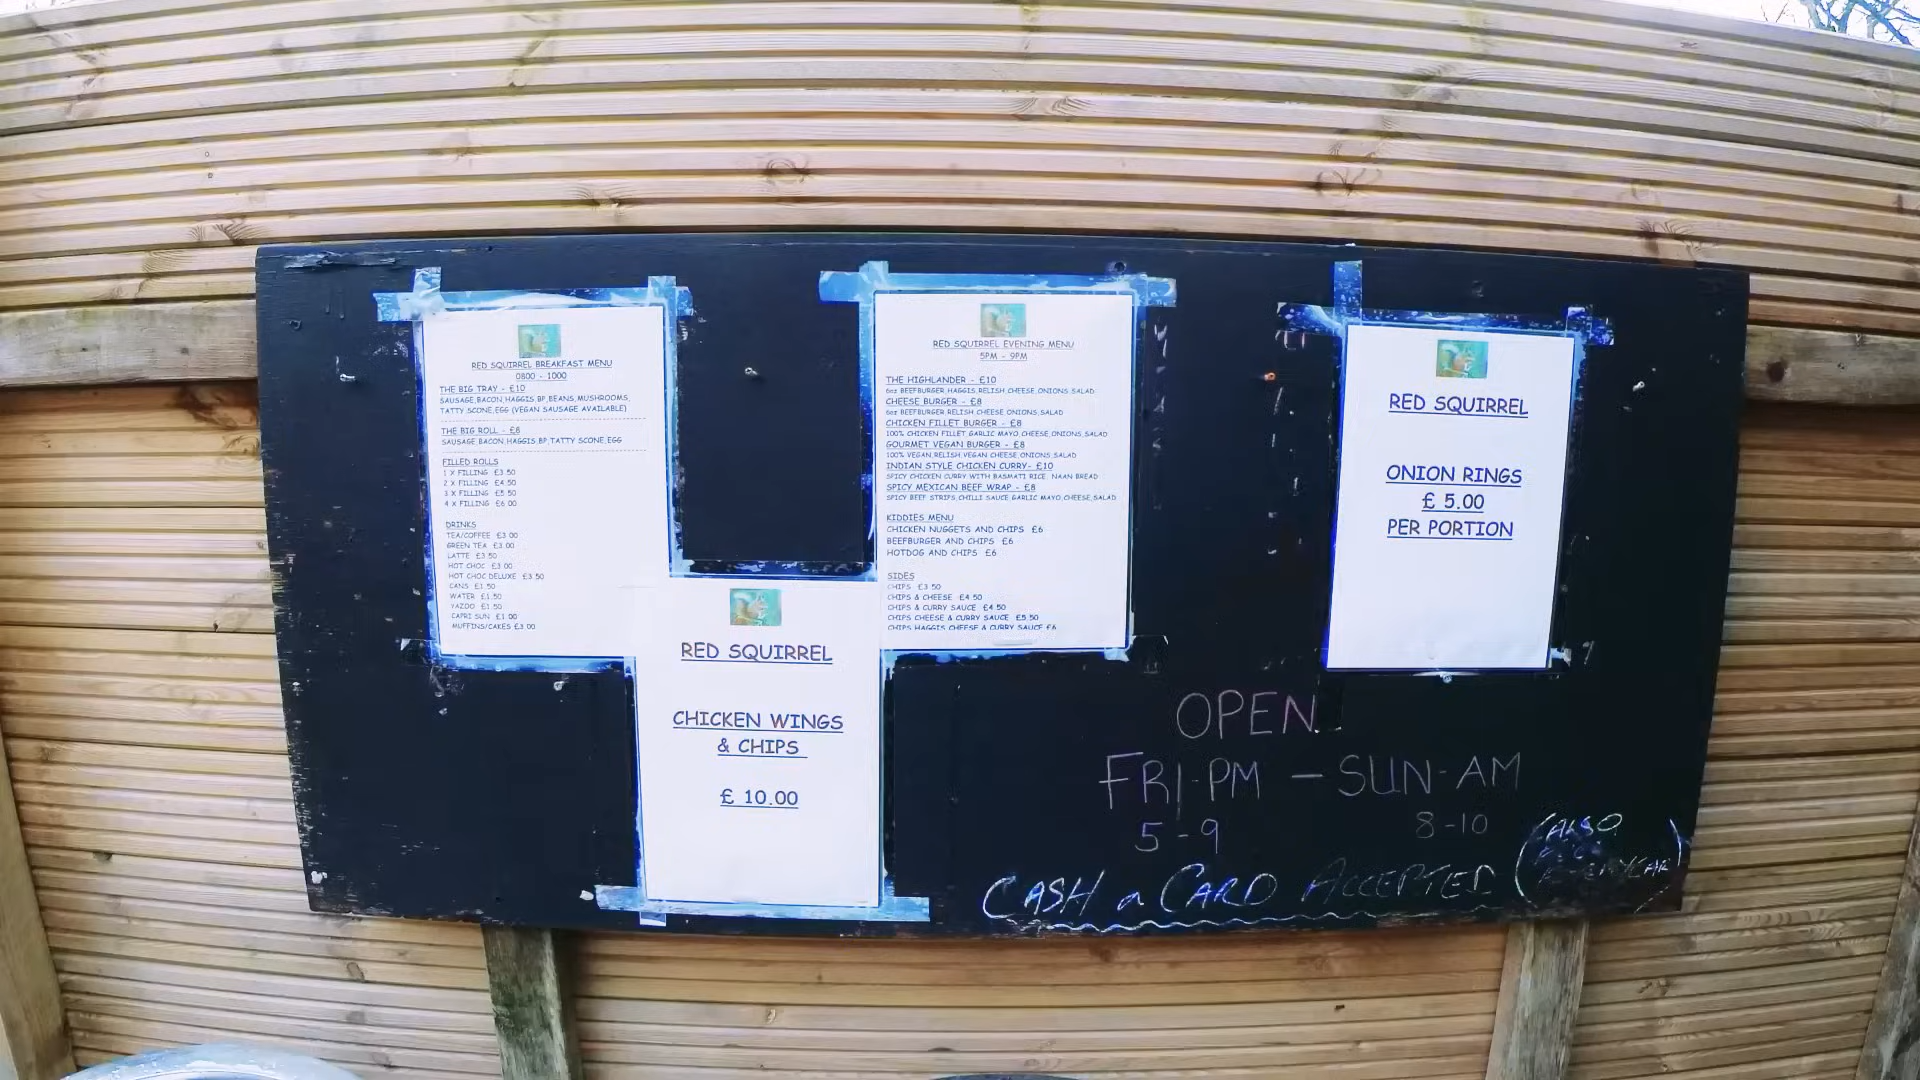 RED SQUIRREL BREAKFAST MENU
0800 - 1000
THE BIG TRAY - £10
SAUSAGE,BACON,HAGGIS,BP,BEANS,MUSHROOMS,
TATTY SCONE,EGG (VEGAN SAUSAGE AVAILABLE)
THE BIG ROLL - £8
SAUSAGE,BACON,HAGGIS,BP,TATTY SCONE,EGG
FILLED ROLLS
1 X FILLING £3.50
2 X FILLING £4.50
3 X FILLING £5.50
4 X FILLING £6.00
DRINKS
TEA/COFFEE £3.00
GREEN TEA £3.00
LATTE £3.50
HOT CHOC £3.00
HOT CHOC DELUXE £3.50
CANS £1.50
WATER £1.50
YAZOO £1.50
CAPRI SUN £1.00
MUFFINS/CAKES £3.00
RED SQUIRREL
CHICKEN WINGS
& CHIPS
£ 10.00
RED SQUIRREL EVENING MENU
5PM - 9PM
THE HIGHLANDER - £10
6oz BEEFBURGER,HAGGIS,RELISH,CHEESE,ONIONS,SALAD
CHEESE BURGER - £8
6oz BEEFBURGER,RELISH,CHEESE,ONIONS,SALAD
CHICKEN FILLET BURGER - £8
100% CHICKEN FILLET,GARLIC MAYO,CHEESE,ONIONS,SALAD
GOURMET VEGAN BURGER - £8
100% VEGAN,RELISH,VEGAN CHEESE,ONIONS,SALAD
INDIAN STYLE CHICKEN CURRY- £10
SPICY CHICKEN CURRY WITH BASMATI RICE, NAAN BREAD
SPICY MEXICAN BEEF WRAP - £8
SPICY BEEF STRIPS,CHILLI SAUCE,GARLIC MAYO,CHEESE,SALAD
KIDDIES MENU
CHICKEN NUGGETS AND CHIPS £6
BEEFBURGER AND CHIPS £6
HOTDOG AND CHIPS £6
SIDES
CHIPS £3.50
CHIPS & CHEESE £4.50
CHIPS & CURRY SAUCE £4.50
CHIPS CHEESE & CURRY SAUCE £5.50
CHIPS HAGGIS CHEESE & CURRY SAUCE £6
RED SQUIRREL
ONION RINGS
£ 5.00
PER PORTION
OPEN
FRI-PM — SUN-AM
5-9 8-10
CASH a CARD ACCEPTED (ALSO